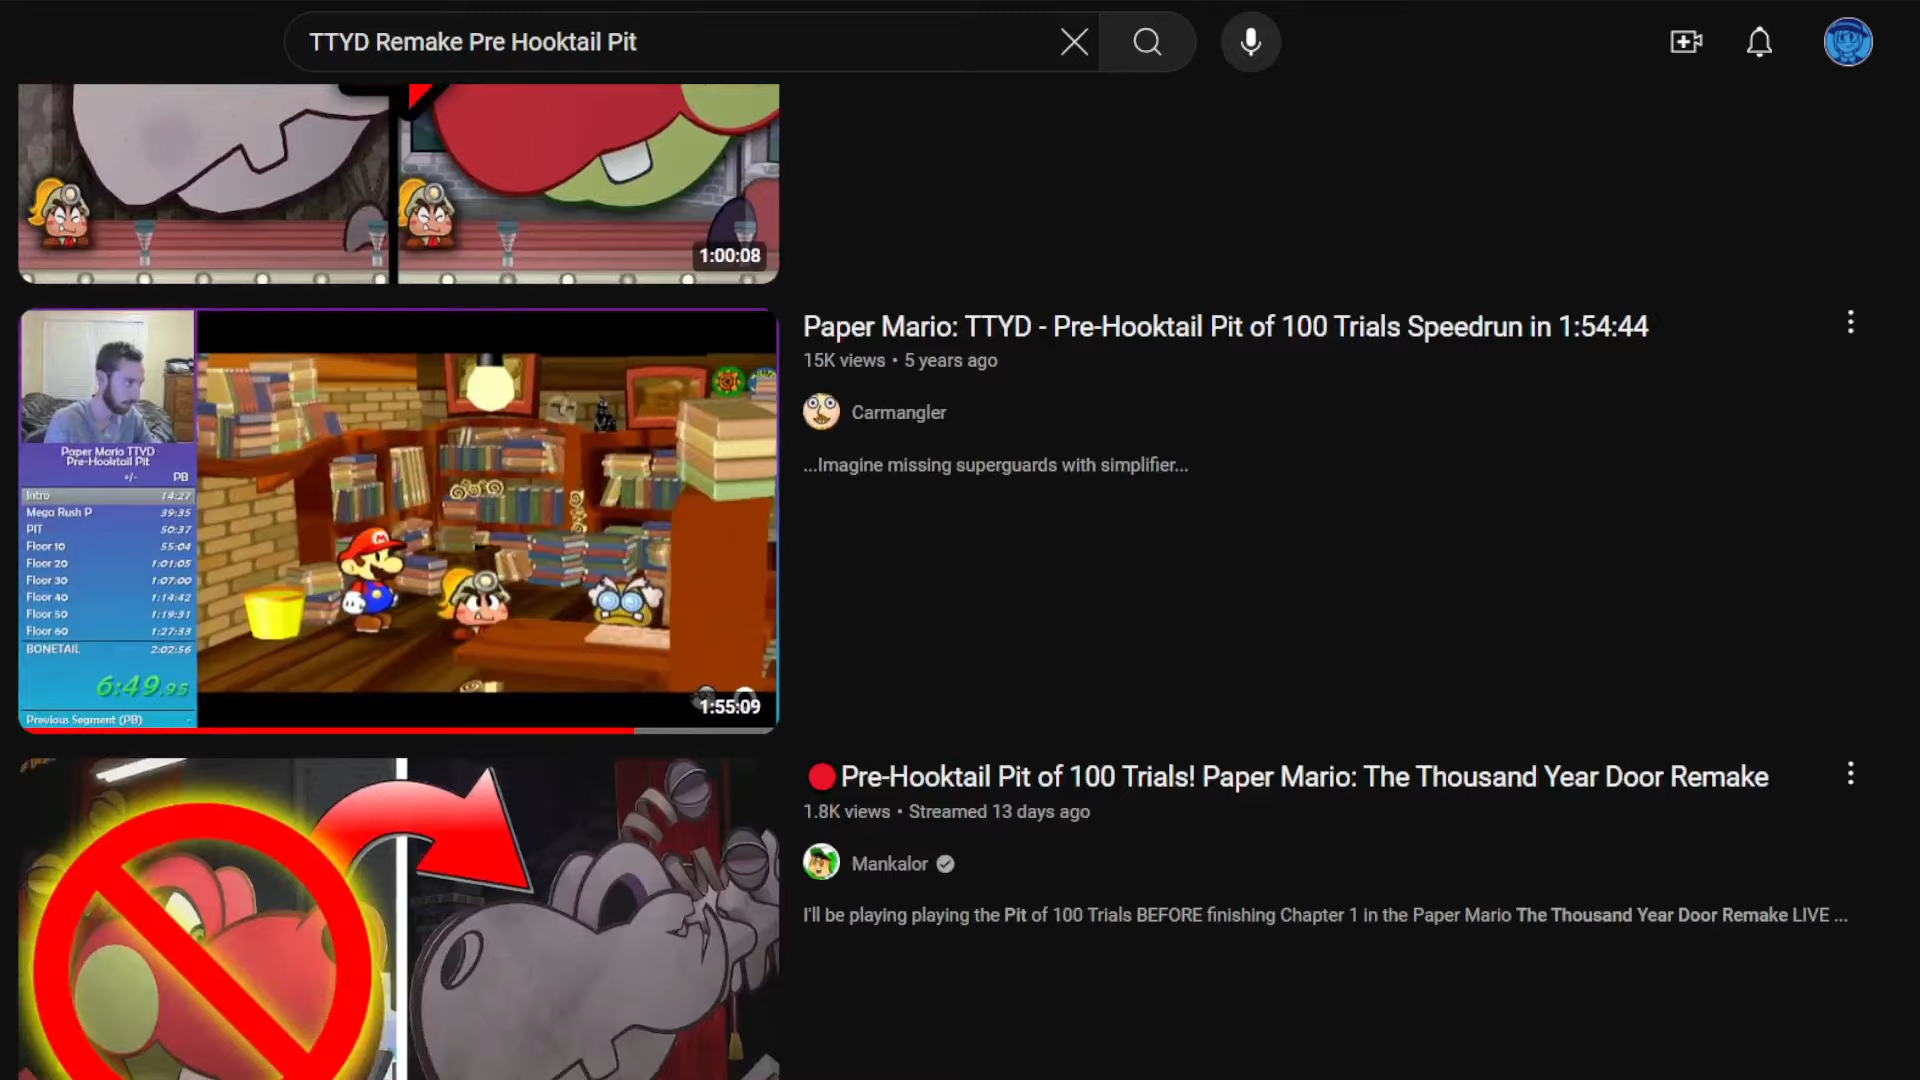 TTYD Remake Pre Hooktail Pit
1:00:08
Paper Mario: TTYD - Pre-Hooktail Pit of 100 Trials Speedrun in 1:54:44
15K views • 5 years ago
Carmangler
...Imagine missing superguards with simplifier...
Paper Mario TTYD
Pre-Hooktail Pit
+/- PB
Intro 14:27
Mega Rush P 39:35
PIT 50:37
Floor 10 55:04
Floor 20 1:01:05
Floor 30 1:07:00
Floor 40 1:14:42
Floor 50 1:19:31
Floor 60 1:27:33
BONETAIL 2:02:56
6:49.95
Previous Segment (PB) -
1:55:09
Pre-Hooktail Pit of 100 Trials! Paper Mario: The Thousand Year Door Remake
1.8K views • Streamed 13 days ago
Mankalor
I'll be playing playing the Pit of 100 Trials BEFORE finishing Chapter 1 in the Paper Mario The Thousand Year Door Remake LIVE ...